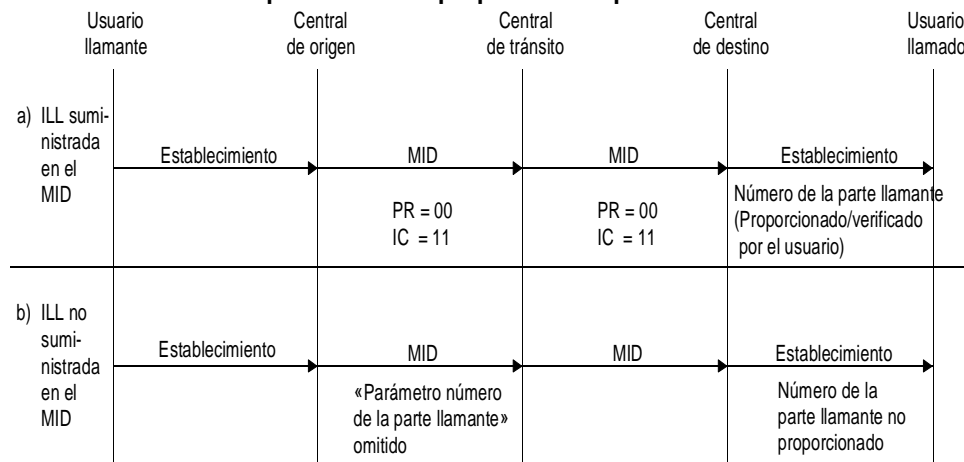 Usuario
llamante
Central
de origen
Central
de tránsito
Central
de destino
Usuario
llamado
a) ILL sumi-
nistrada
en el
MID
Establecimiento
MID
MID
Establecimiento
PR = 00
IC = 11
PR = 00
IC = 11
Número de la parte llamante
(Proporcionado/verificado
por el usuario)
b) ILL no
sumi-
nistrada
en el
MID
Establecimiento
MID
MID
Establecimiento
«Parámetro número
de la parte llamante»
omitido
Número de la
parte llamante no
proporcionado